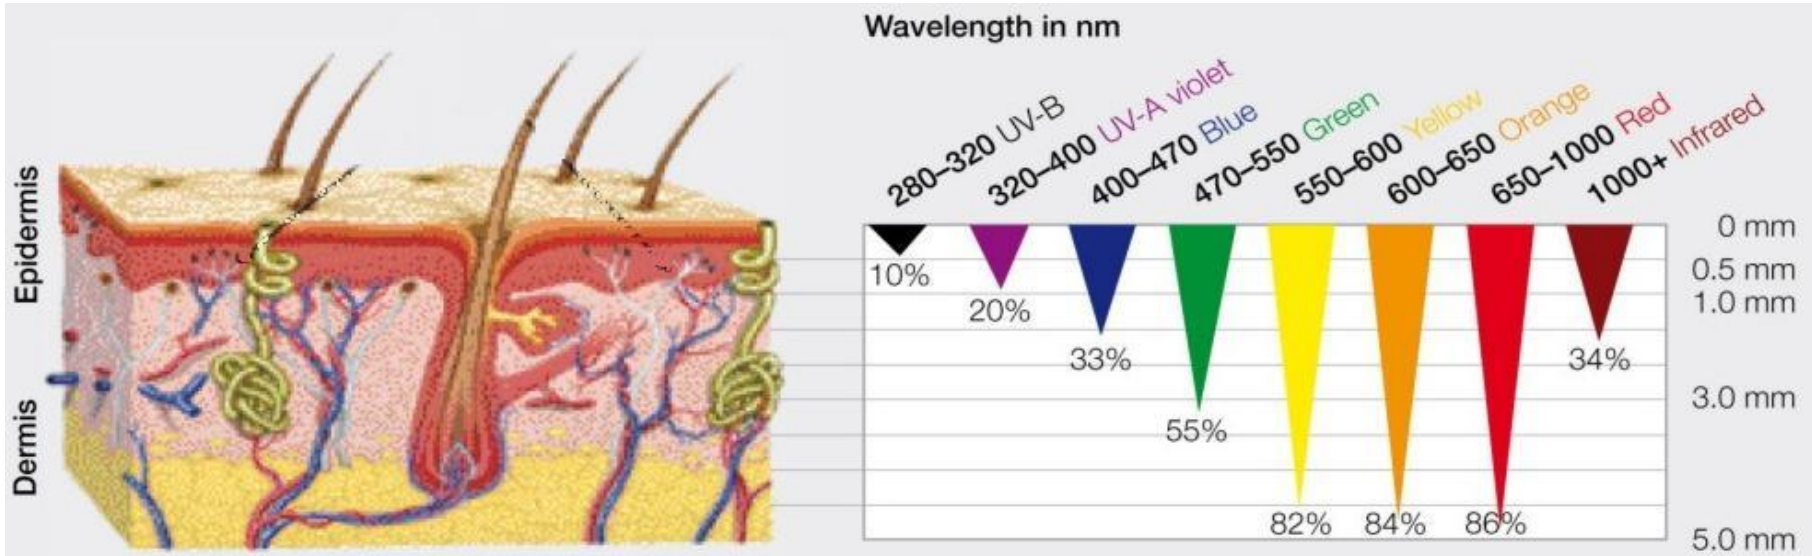 Wavelength in nm
280–320 UV-B
320–400 UV-A violet
400–470 Blue
470–550 Green
550–600 Yellow
600–650 Orange
650–1000 Red
1000+ Infrared
Epidermis
Dermis
10%
20%
33%
55%
82%
84%
86%
34%
0 mm
0.5 mm
1.0 mm
3.0 mm
5.0 mm